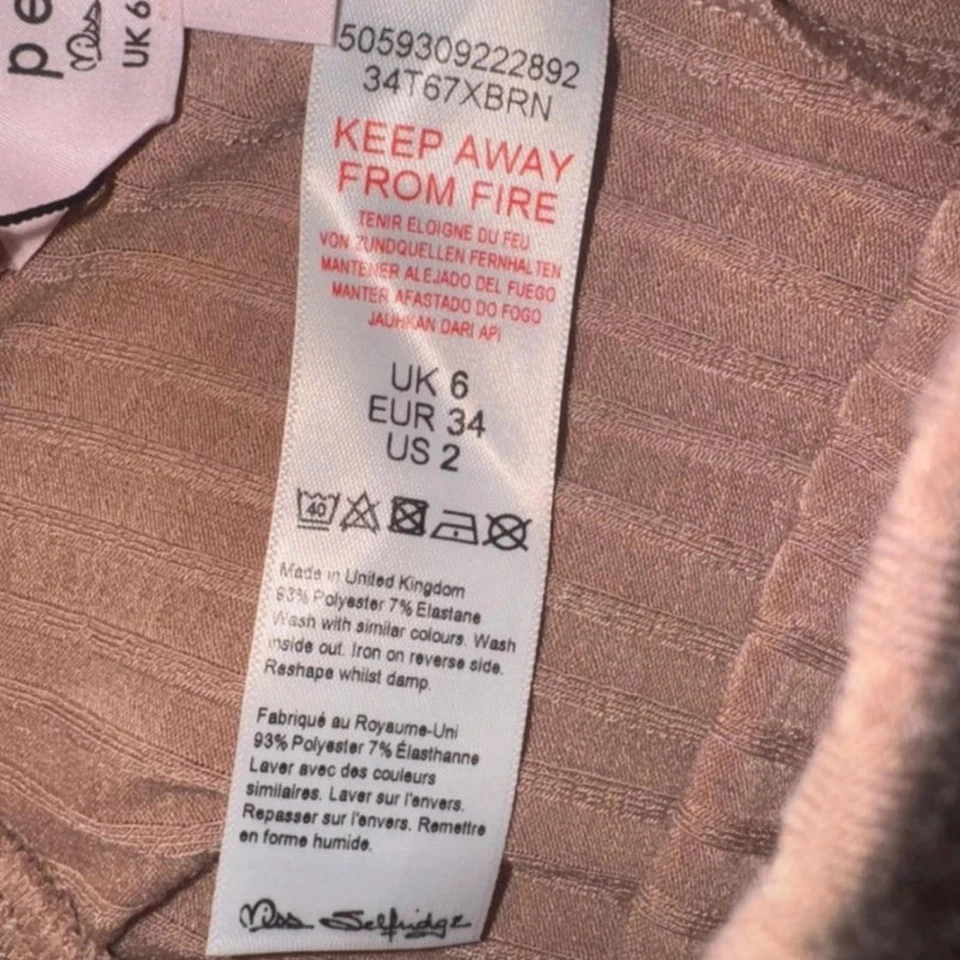 pe
Miss
UK 6
5059309222892
34T67XBRN
KEEP AWAY
FROM FIRE
TENIR ELOIGNE DU FEU
VON ZUNDQUELLEN FERNHALTEN
MANTENER ALEJADO DEL FUEGO
MANTER AFASTADO DO FOGO
JAUHKAN DARI API
UK 6
EUR 34
US 2
40
Made in United Kingdom
93% Polyester 7% Elastane
Wash with similar colours. Wash
inside out. Iron on reverse side.
Reshape whilst damp.
Fabriqué au Royaume-Uni
93% Polyester 7% Élasthanne
Laver avec des couleurs
similaires. Laver sur l'envers.
Repasser sur l'envers. Remettre
en forme humide.
Miss Selfridge